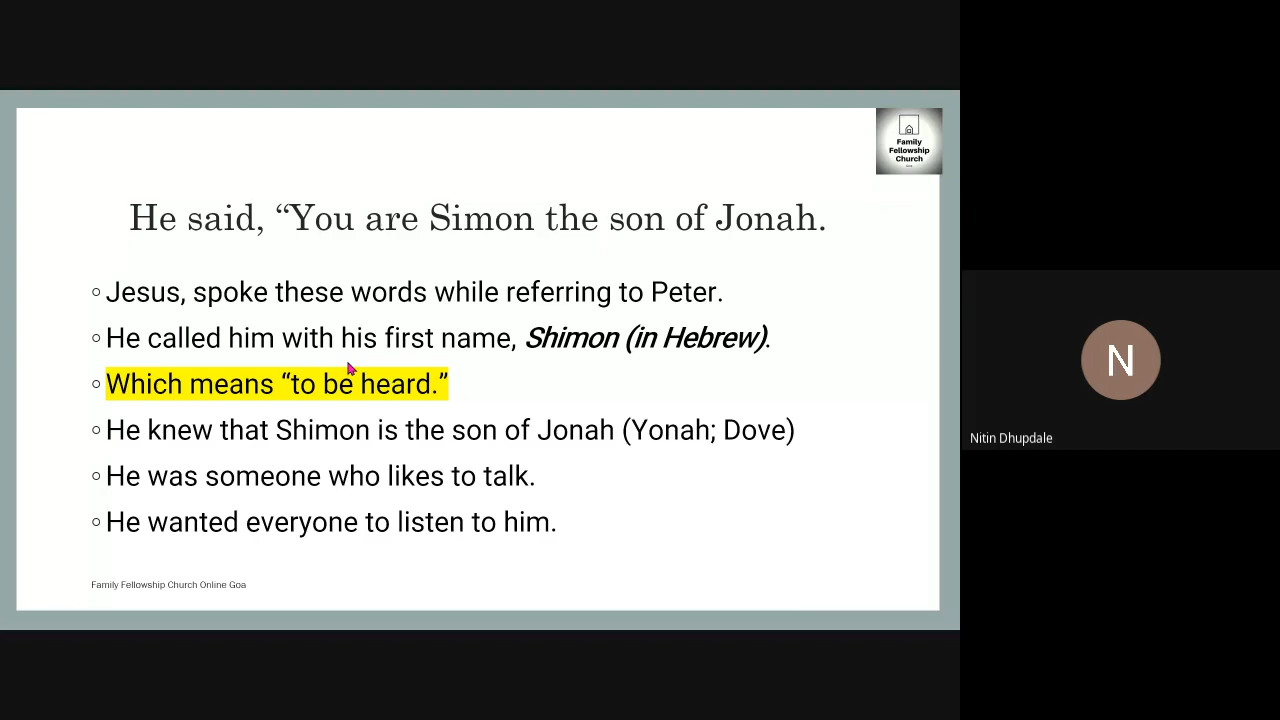 Family
Fellowship
Church
He said, “You are Simon the son of Jonah.
Jesus, spoke these words while referring to Peter.
He called him with his first name, Shimon (in Hebrew).
Which means “to be heard.”
He knew that Shimon is the son of Jonah (Yonah; Dove)
He was someone who likes to talk.
He wanted everyone to listen to him.
Family Fellowship Church Online Goa
N
Nitin Dhupdale